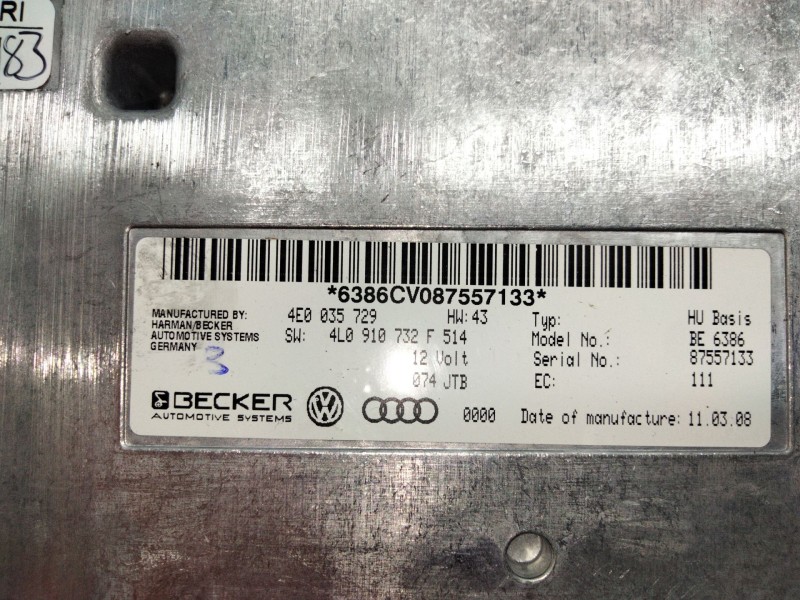 RI
183
*6386CV087557133*
MANUFACTURED BY:
HARMAN/BECKER
AUTOMOTIVE SYSTEMS
GERMANY
3
4E0 035 729 HW:43
SW: 4L0 910 732 F 514
12 Volt
074 JTB
Typ: HU Basis
Model No.: BE 6386
Serial No.: 87557133
EC: 111
BECKER
AUTOMOTIVE SYSTEMS
VW
0000
Date of manufacture: 11.03.08